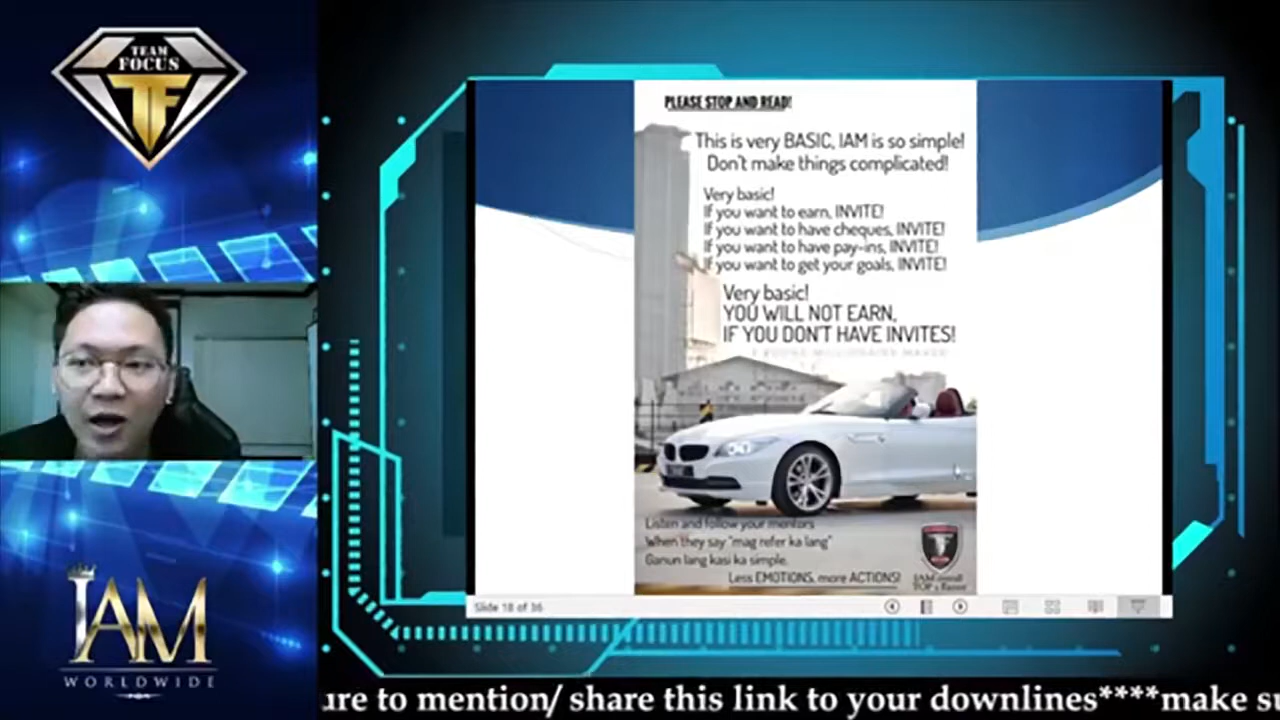 TEAM
FOCUS
TF
PLEASE STOP AND READ!
This is very BASIC, IAM is so simple!
Don't make things complicated!
Very basic!
If you want to earn, INVITE!
If you want to have cheques, INVITE!
If you want to have pay-ins, INVITE!
If you want to get your goals, INVITE!
Very basic!
YOU WILL NOT EARN,
IF YOU DON'T HAVE INVITES!
Listen and follow your mentors
When they say "mag refer ka lang"
Ganun lang kasi ka simple.
Less EMOTIONS, more ACTIONS!
Slide 18 of 36
IAM
WORLDWIDE
ure to mention/ share this link to your downlines****make su